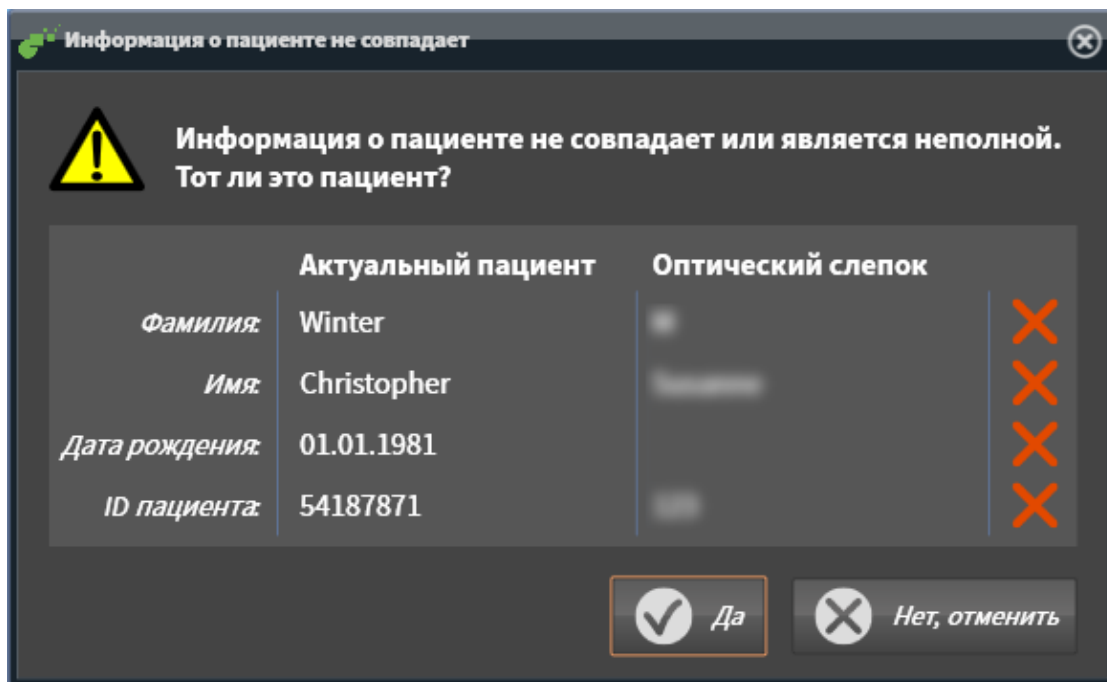 Информация о пациенте не совпадает
Информация о пациенте не совпадает или является неполной.
Тот ли это пациент?
Актуальный пациент Оптический слепок
Фамилия: Winter
Имя: Christopher
Дата рождения: 01.01.1981
ID пациента: 54187871
Да Нет, отменить